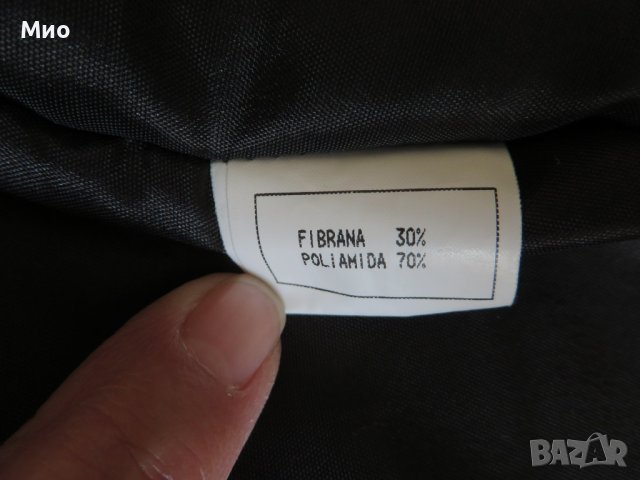 Мио
FIBRANA 30%
POLIAMIDA 70%
BAZAR